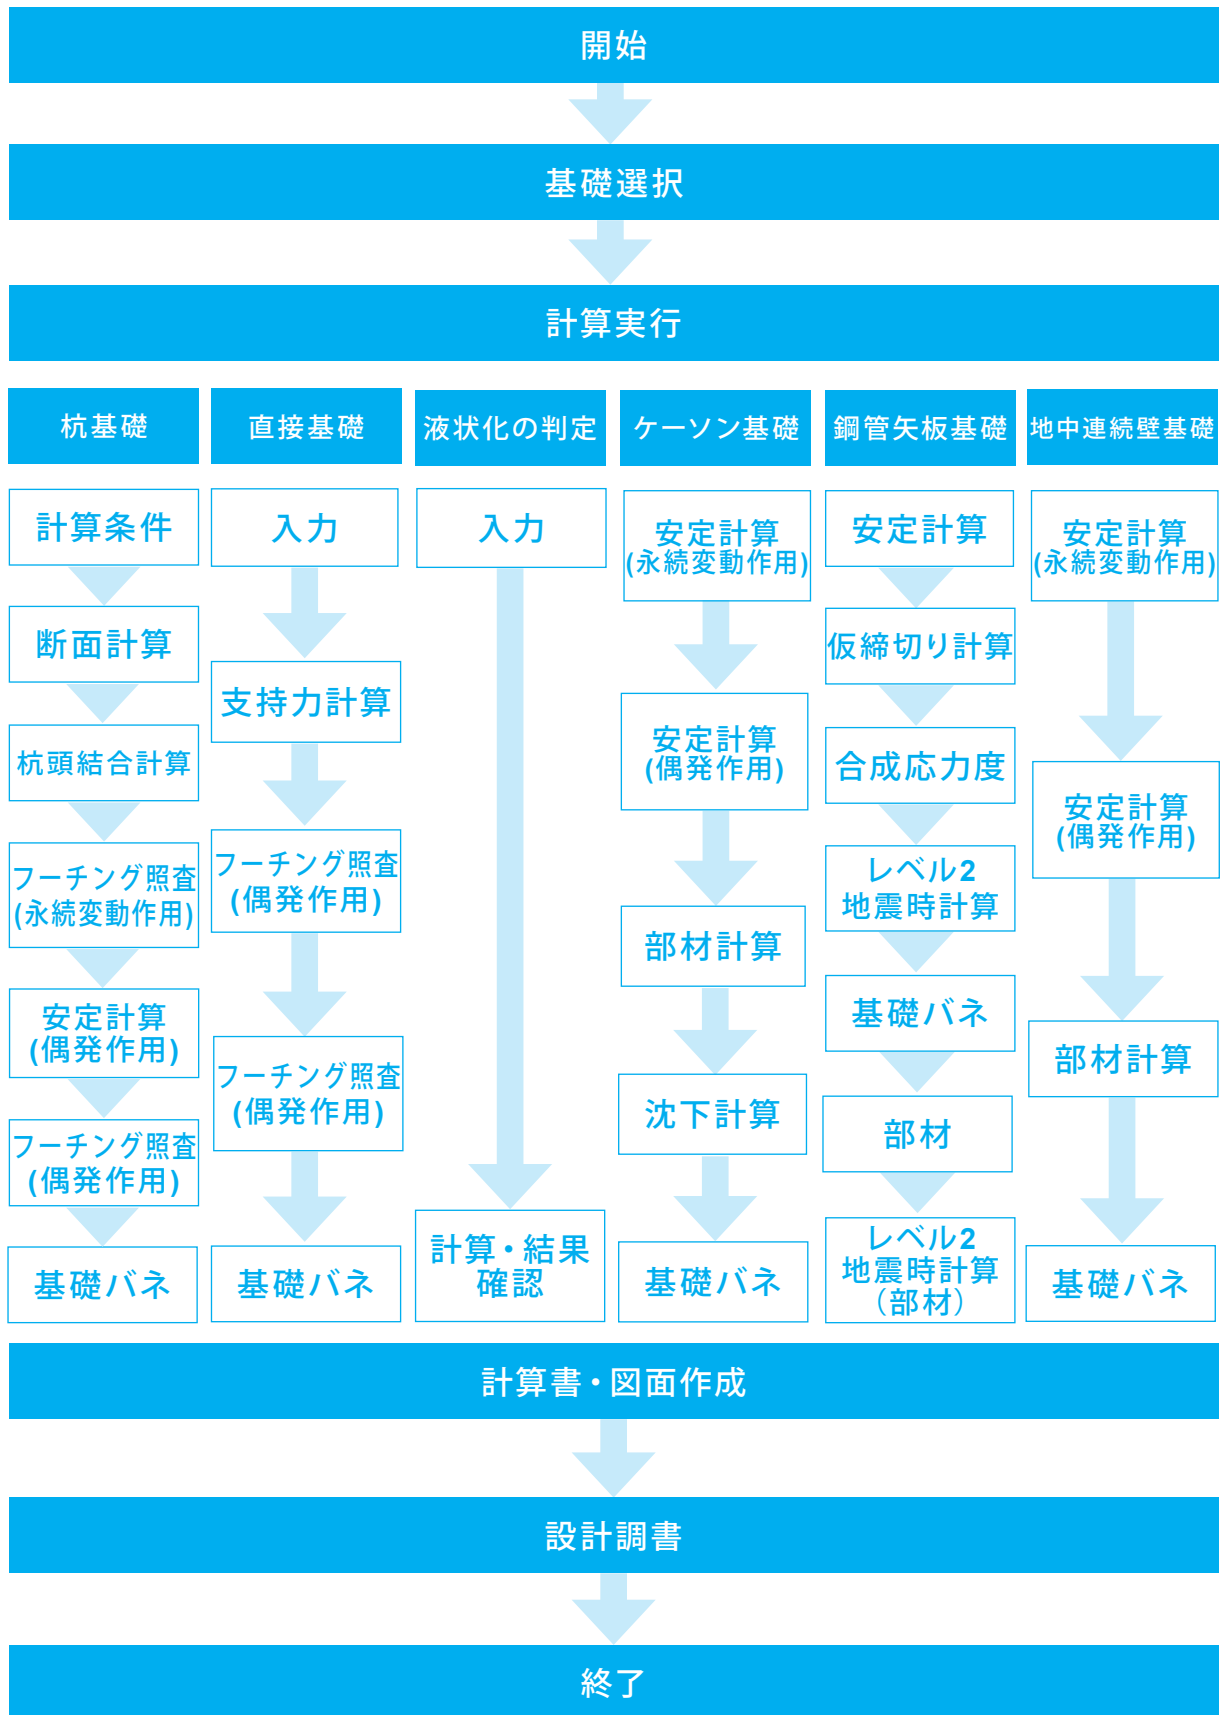 開始
基礎選択
計算実行
杭基礎
計算条件
断面計算
杭頭結合計算
フーチング照査
(永続変動作用)
安定計算
(偶発作用)
フーチング照査
(偶発作用)
基礎バネ
直接基礎
入力
支持力計算
フーチング照査
(偶発作用)
フーチング照査
(偶発作用)
基礎バネ
液状化の判定
入力
計算・結果
確認
ケーソン基礎
安定計算
(永続変動作用)
安定計算
(偶発作用)
部材計算
沈下計算
基礎バネ
鋼管矢板基礎
安定計算
仮締切り計算
合成応力度
レベル2
地震時計算
基礎バネ
部材
レベル2
地震時計算
（部材）
地中連続壁基礎
安定計算
(永続変動作用)
安定計算
(偶発作用)
部材計算
基礎バネ
計算書・図面作成
設計調書
終了